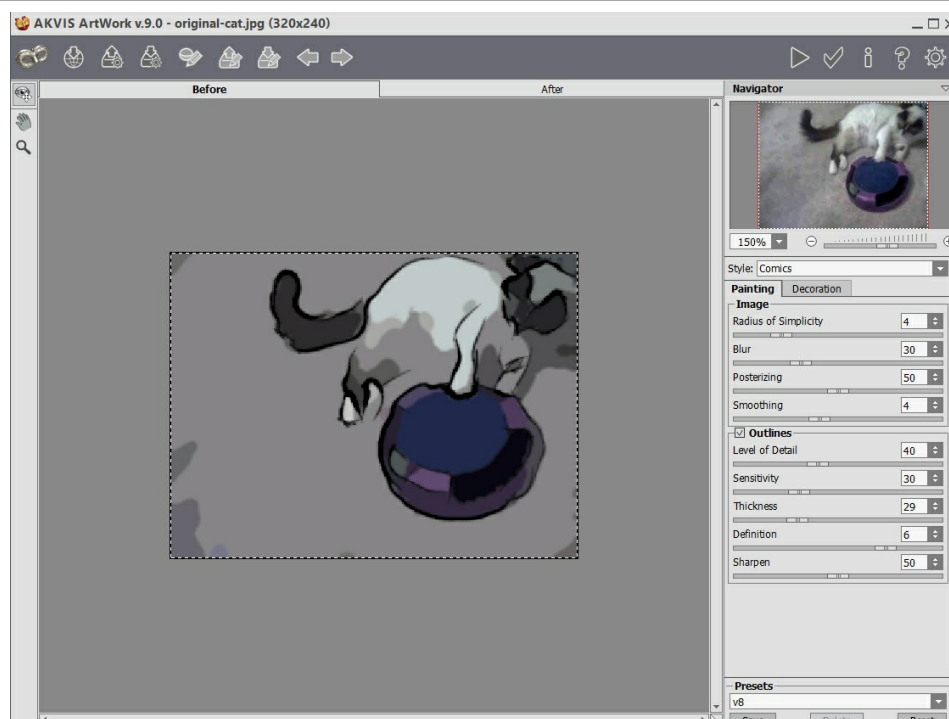 AKVIS ArtWork v.9.0 - original-cat.jpg (320x240)
Before
After
Navigator
150%
Style: Comics
Painting Decoration
Image
Radius of Simplicity 4
Blur 30
Posterizing 50
Smoothing 4
Outlines
Level of Detail 40
Sensitivity 30
Thickness 29
Definition 6
Sharpen 50
Presets
v8